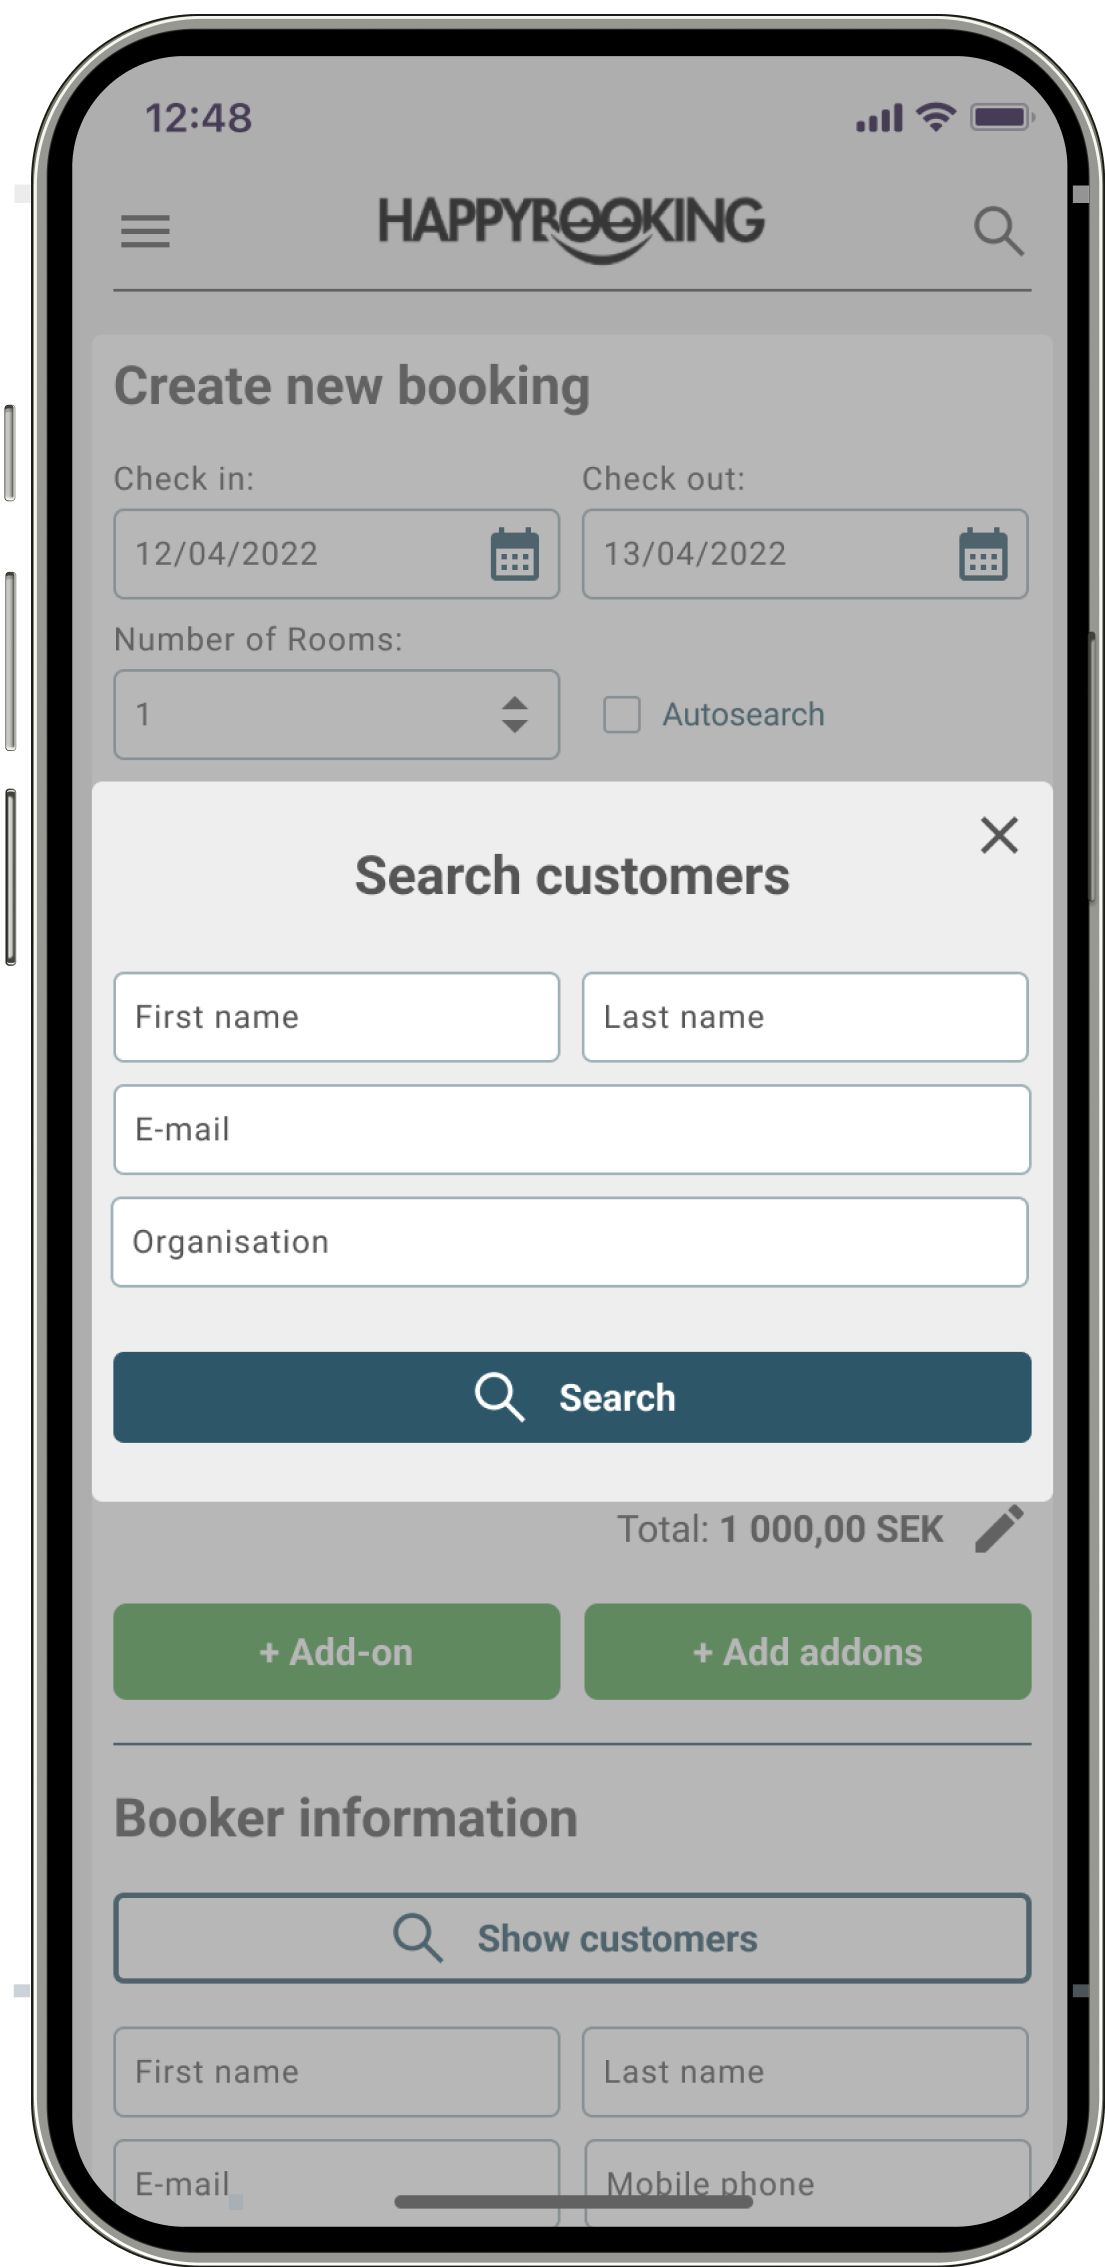 12:48
HAPPYBOOKING
Create new booking
Check in: Check out:
12/04/2022 13/04/2022
Number of Rooms:
1 Autosearch
Search customers
First name Last name
E-mail
Organisation
Search
Total: 1 000,00 SEK
+ Add-on + Add addons
Booker information
Show customers
First name Last name
E-mail Mobile phone